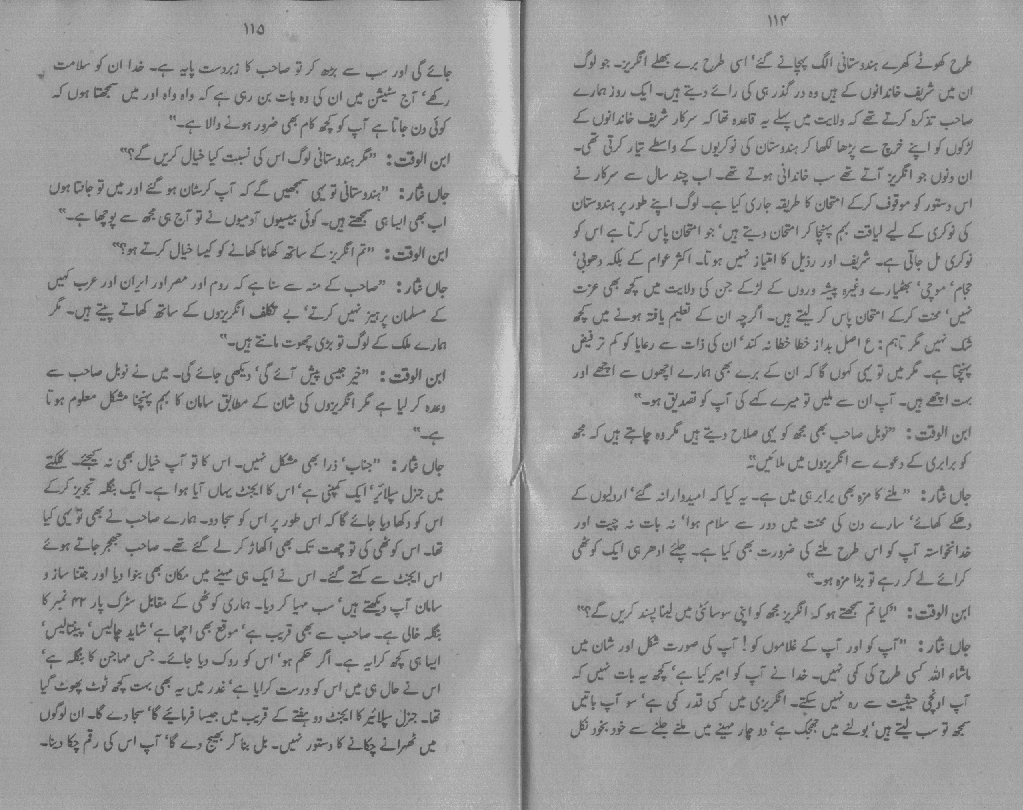 ۱۱۴
طرح کھوٹے کھرے ہندوستانی الگ پہچانے گئے‘ اسی طرح برے بھلے انگریز۔ جو لوگ
ان میں شریف خاندانوں کے ہیں وہ در گذر ہی کی رائے دیتے ہیں۔ ایک روز ہمارے
صاحب تذکرہ کرتے تھے کہ ولایت میں پہلے یہ قاعدہ تھا کہ سرکار شریف خاندانوں کے
لڑکوں کو اپنے خرچ سے پڑھا لکھا کر ہندوستان کی نوکریوں کے واسطے تیار کرتی تھی۔
ان دنوں جو انگریز آتے تھے سب خاندانی ہوتے تھے۔ اب چند سال سے سرکار نے
اس دستور کو موقوف کرکے امتحان کا طریقہ جاری کیا ہے۔ لوگ اپنے طور پر ہندوستان
کی نوکری کے لیے لیاقت بہم پہنچا کر امتحان دیتے ہیں‘ جو امتحان پاس کرتا ہے اس کو
نوکری مل جاتی ہے۔ شریف اور رذیل کا امتیاز نہیں ہوتا۔ اکثر عوام کے بلکہ دھوبی‘
حجام‘ موچی‘ بھٹیارے وغیرہ پیشہ وروں کے لڑکے جن کی ولایت میں کچھ بھی عزت
نہیں‘ محنت کرکے امتحان پاس کر لیتے ہیں۔ اگرچہ ان کے تعلیم یافتہ ہونے میں کچھ
شک نہیں مگر تاہم: ع اصل بداز خطا خطا نہ کند‘ ان کی ذات سے رعایا کو کم تر فیض
پہنچتا ہے۔ مگر میں تو یہی کہوں گا کہ ان کے برے بھی ہمارے اچھوں سے اچھے اور
بہت اچھے ہیں۔ آپ ان سے ملیں تو میرے کہے کی آپ کو تصدیق ہو۔“
ابن الوقت: ”نوبل صاحب بھی مجھ کو یہی صلاح دیتے ہیں مگر وہ چاہتے ہیں کہ مجھ
کو برابری کے دعوے سے انگریزوں میں ملائیں“۔
جاں نثار: ”ملنے کا مزہ بھی برابر ہی میں ہے۔ یہ کیا کہ امیدوارانہ گئے‘ اردلیوں کے
دھکے کھائے‘ سارے دن کی محنت میں دور سے سلام ہوا‘ نہ بات نہ چیت اور
خدانخواستہ آپ کو اس طرح ملنے کی ضرورت بھی کیا ہے۔ چلئے ادھر ہی ایک کوٹھی
کرائے لے کر رہے تو بڑا مزہ ہو۔“
ابن الوقت: ”کیا تم سمجھتے ہو کہ انگریز مجھ کو اپنی سوسائٹی میں لینا پسند کریں گے؟“
جاں نثار: ”آپ کو اور آپ کے غلاموں کو! آپ کی صورت شکل اور شان میں
ماشاء اللہ کسی طرح کی کمی نہیں۔ خدا نے آپ کو امیر کیا ہے‘ کچھ یہ بات نہیں کہ
آپ اونچی حیثیت سے رہ نہیں سکتے۔ انگریزی میں کسی قدر کمی ہے‘ سو آپ باتیں
سمجھ تو سب لیتے ہیں‘ بولنے میں جھجک ہے‘ دو چار مہینے میں ملنے جلنے سے خود بخود نکل
۱۱۵
جائے گی اور سب سے بڑھ کر تو صاحب کا زبردست پایہ ہے۔ خدا ان کو سلامت
رکھے‘ آج سٹیشن میں ان کی وہ بات بن رہی ہے کہ واہ واہ اور میں سمجھتا ہوں کہ
کوئی دن جاتا ہے آپ کو کچھ کام بھی ضرور ہونے والا ہے۔“
ابن الوقت: ”مگر ہندوستانی لوگ اس کی نسبت کیا خیال کریں گے؟“
جاں نثار: ”ہندوستانی تو یہی سمجھیں گے کہ آپ کرسٹان ہو گئے اور میں تو جانتا ہوں
اب بھی ایسا ہی سمجھتے ہیں۔ کوئی بیسیوں آدمیوں نے تو آج ہی مجھ سے پوچھا ہے۔“
ابن الوقت: ”تم انگریز کے ساتھ کھانا کھانے کو کیسا خیال کرتے ہو؟“
جاں نثار: ”صاحب کے منہ سے سنا ہے کہ روم اور مصر اور ایران اور عرب کہیں
کے مسلمان پرہیز نہیں کرتے‘ بے تکلف انگریزوں کے ساتھ کھاتے پیتے ہیں۔ مگر
ہمارے ملک کے لوگ تو بڑی چھوت مانتے ہیں۔“
ابن الوقت: ”خیر جیسی پیش آئے گی‘ دیکھی جائے گی۔ میں نے نوبل صاحب سے
وعدہ کر لیا ہے مگر انگریزوں کی شان کے مطابق سامان کا بہم پہنچنا مشکل معلوم ہوتا
ہے۔“
جاں نثار: ”جناب‘ ذرا بھی مشکل نہیں۔ اس کا تو آپ خیال بھی نہ کیجئے۔ کلکتے
میں جنرل سپلائیر‘ ایک کمپنی ہے‘ اس کا ایجنٹ یہاں آیا ہوا ہے۔ ایک بنگلہ تجویز کرکے
اس کو دکھا دیا جائے گا کہ اس طور پر اس کو سجا دو۔ ہمارے صاحب نے بھی تو یہی کیا
تھا۔ اس کوٹھی کی تو چھت تک بھی اکھاڑ کر لے گئے تھے۔ صاحب جھجر جاتے ہوئے
اس ایجنٹ سے کہتے گئے۔ اس نے ایک ہی مہینے میں مکان بھی بنوا دیا اور جتنا ساز و
سامان آپ دیکھتے ہیں‘ سب مہیا کر دیا۔ ہماری کوٹھی کے مقابل سڑک پار ۴۲ نمبر کا
بنگلہ خالی ہے۔ صاحب سے بھی قریب ہے‘ موقع بھی اچھا ہے‘ شاید چالیس‘ پینتالیس‘
ایسا ہی کچھ کرایہ ہے۔ اگر حکم ہو‘ اس کو روک دیا جائے۔ جس مہاجن کا بنگلہ ہے‘
اس نے حال ہی میں اس کو درست کرایا ہے‘ غدر میں یہ بھی بہت کچھ ٹوٹ پھوٹ گیا
تھا۔ جنرل سپلائیر کا ایجنٹ دو ہفتے کے قریب میں جیسا فرمائیے گا‘ سجا دے گا۔ ان لوگوں
میں ٹھہرانے چکانے کا دستور نہیں۔ بل بنا کر بھیج دے گا‘ آپ اس کی رقم چکا دینا۔